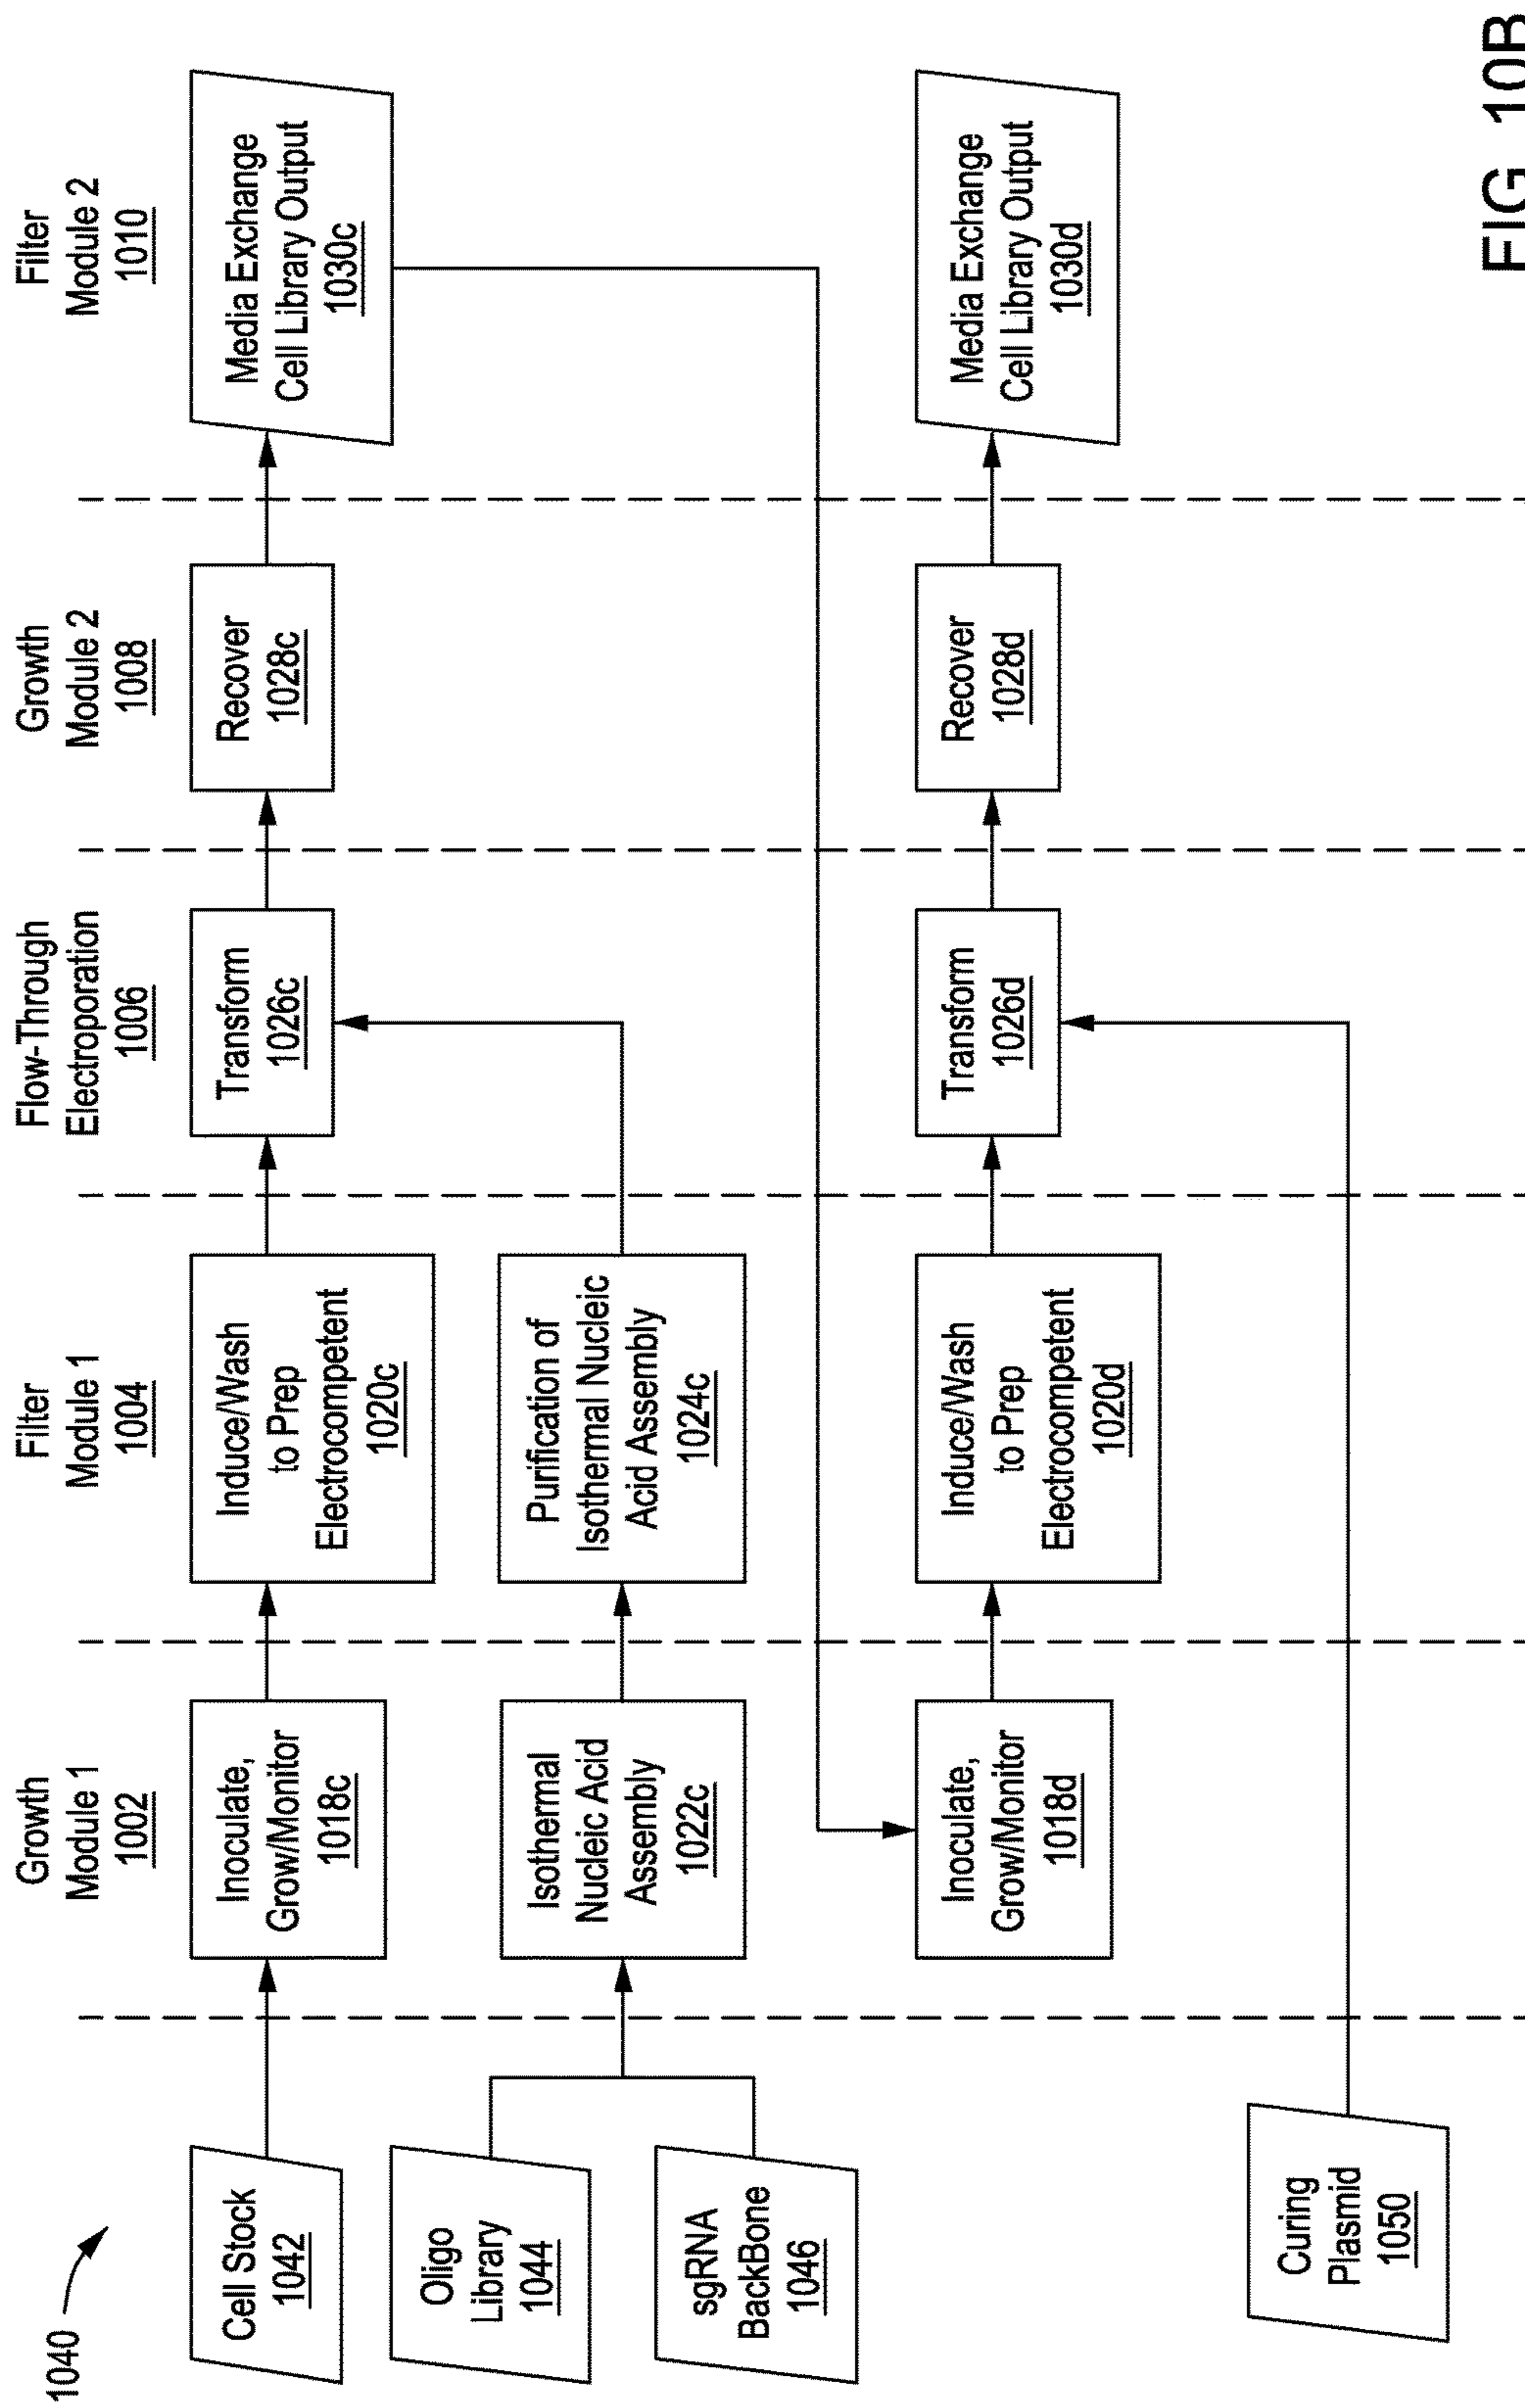 1040
Growth
Module 1
1002
Filter
Module 1
1004
Flow-Through
Electroporation
1006
Growth
Module 2
1008
Filter
Module 2
1010
Cell Stock
1042
Inoculate,
Grow/Monitor
1018c
Induce/Wash
to Prep
Electrocompetent
1020c
Transform
1026c
Recover
1028c
Media Exchange
Cell Library Output
1030c
Oligo
Library
1044
sgRNA
BackBone
1046
Isothermal
Nucleic Acid
Assembly
1022c
Purification of
Isothermal Nucleic
Acid Assembly
1024c
Inoculate,
Grow/Monitor
1018d
Induce/Wash
to Prep
Electrocompetent
1020d
Transform
1026d
Recover
1028d
Media Exchange
Cell Library Output
1030d
Curing
Plasmid
1050
FIG. 10B